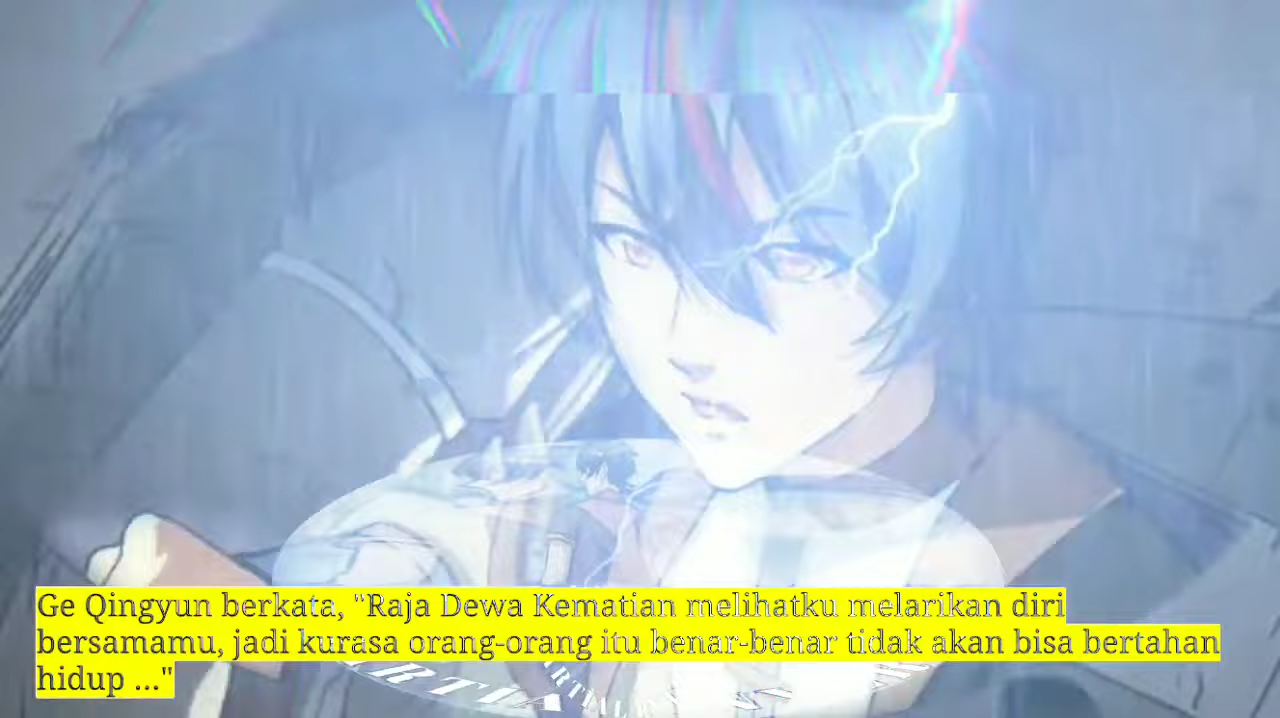 Ge Qingyun berkata, "Raja Dewa Kematian melihatku melarikan diri
bersamamu, jadi kurasa orang-orang itu benar-benar tidak akan bisa bertahan
hidup ..."